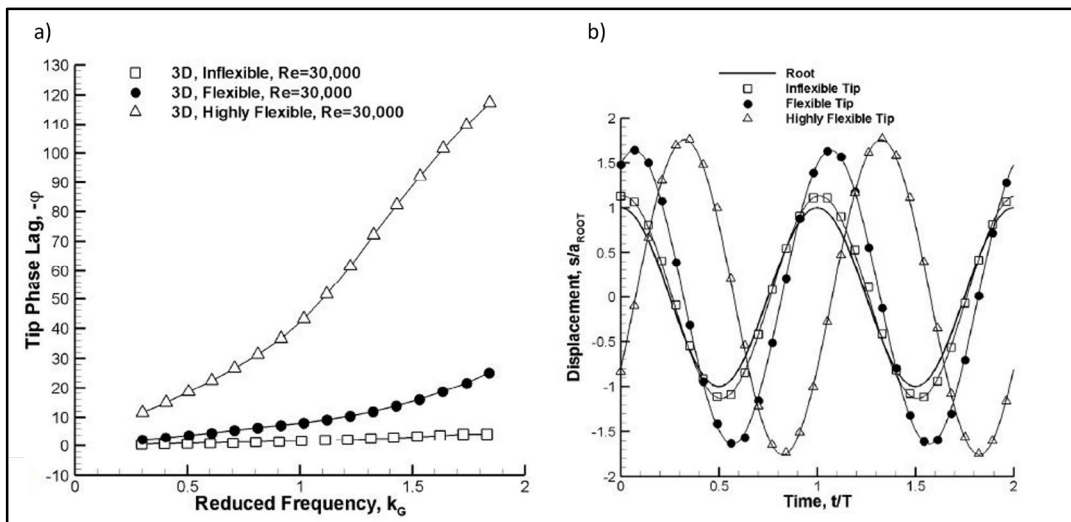 a)
130
120
110
100
90
80
70
60
50
40
30
20
10
0
-10
Tip Phase Lag, -φ
3D, Inflexible, Re=30,000
3D, Flexible, Re=30,000
3D, Highly Flexible, Re=30,000
0
0.5
1
1.5
2
Reduced Frequency, kG
b)
Root
Inflexible Tip
Flexible Tip
Highly Flexible Tip
2
1.5
1
0.5
0
-0.5
-1
-1.5
-2
Displacement, s/aROOT
0
0.5
1
1.5
2
Time, t/T